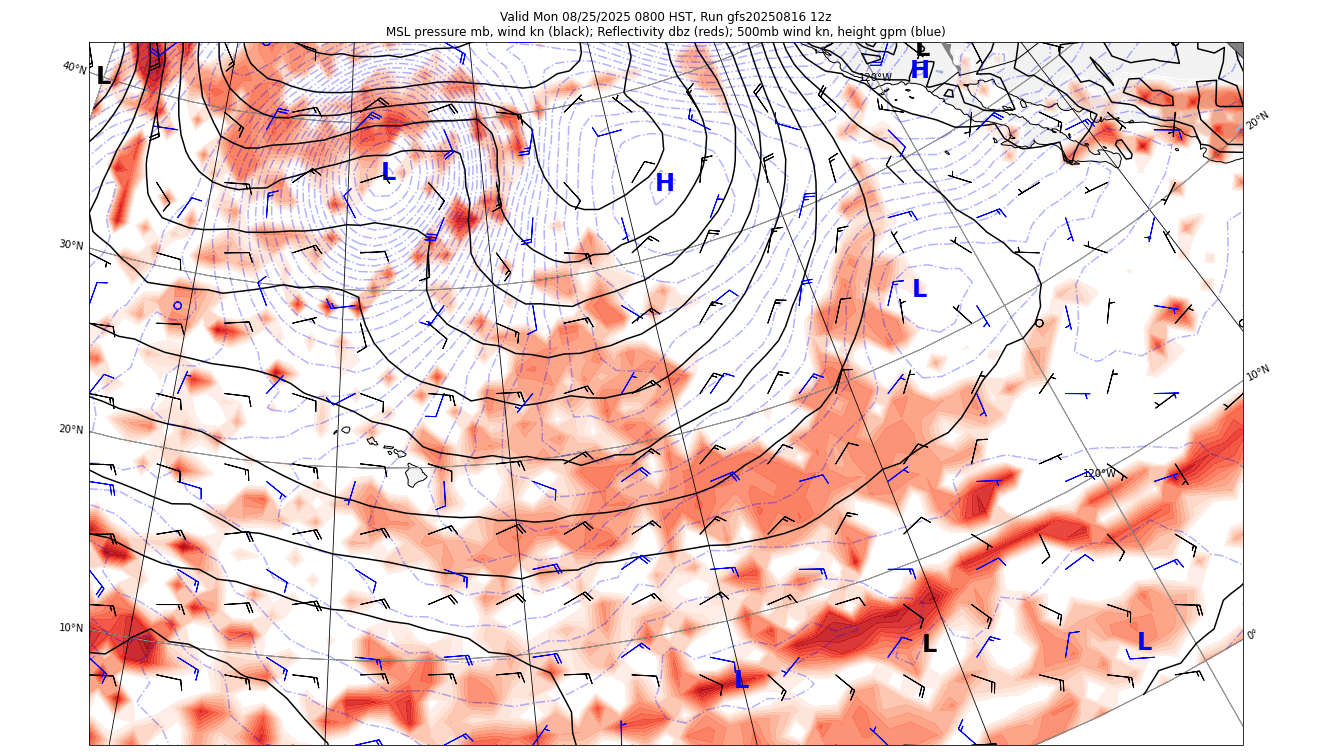 Valid Mon 08/25/2025 0800 HST, Run gfs20250816 12z
MSL pressure mb, wind kn (black); Reflectivity dbz (reds); 500mb wind kn, height gpm (blue)
L
40°N
L
H
120°W
20°N
L
H
30°N
L
10°N
20°N
120°W
10°N
L
L
0°
L